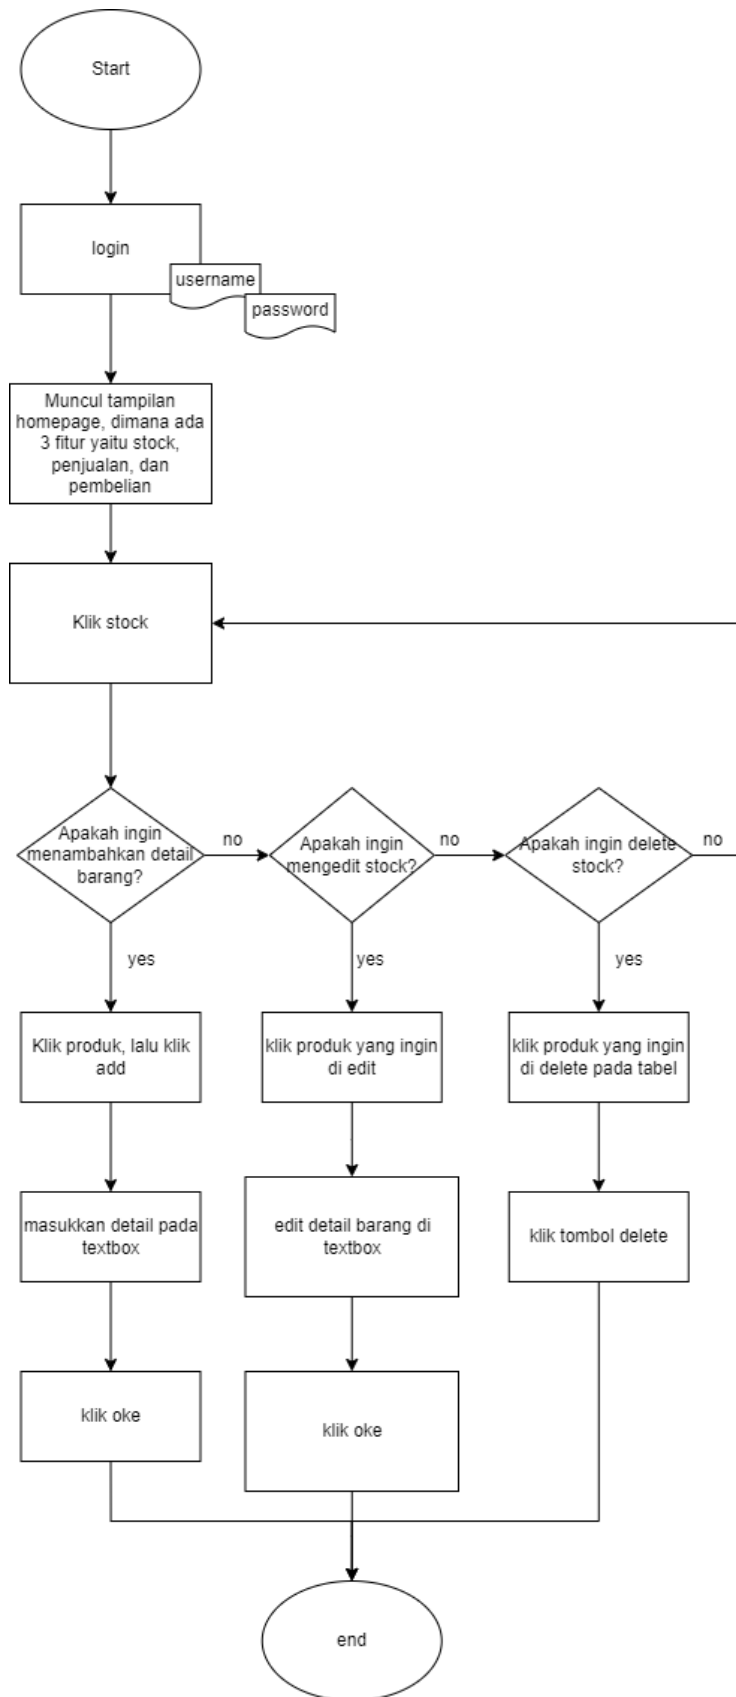 Start
login
username
password
Muncul tampilan
homepage, dimana ada
3 fitur yaitu stock,
penjualan, dan
pembelian
Klik stock
Apakah ingin
menambahkan detail
barang?
no
Apakah ingin
mengedit stock?
no
Apakah ingin delete
stock?
no
yes
yes
yes
Klik produk, lalu klik
add
klik produk yang ingin
di edit
klik produk yang ingin
di delete pada tabel
masukkan detail pada
textbox
edit detail barang di
textbox
klik tombol delete
klik oke
klik oke
end